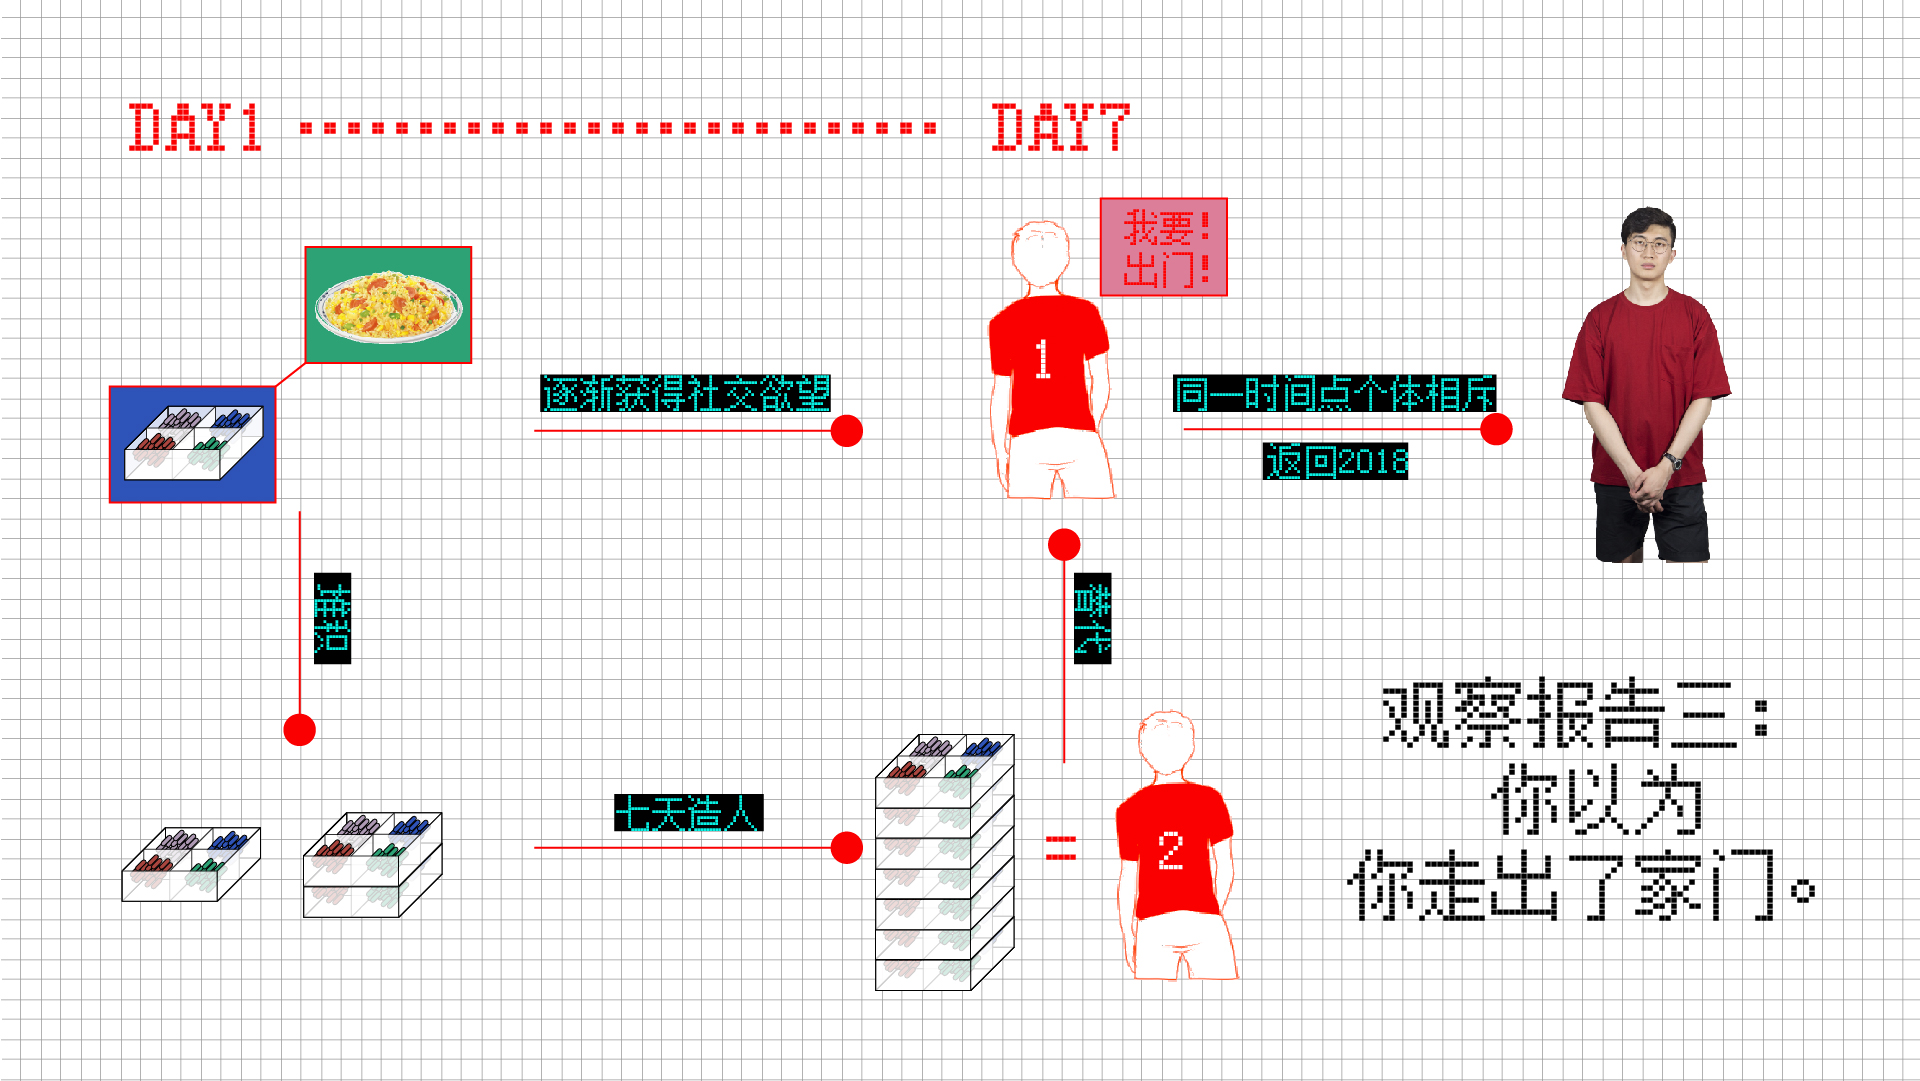 DAY1 DAY7
我要!
出门!
1
逐渐获得社交欲望
同一时间点个体相斥
返回2018
堆积
替代
七天造人
=
2
观察报告三:
你以为
你走出了家门。